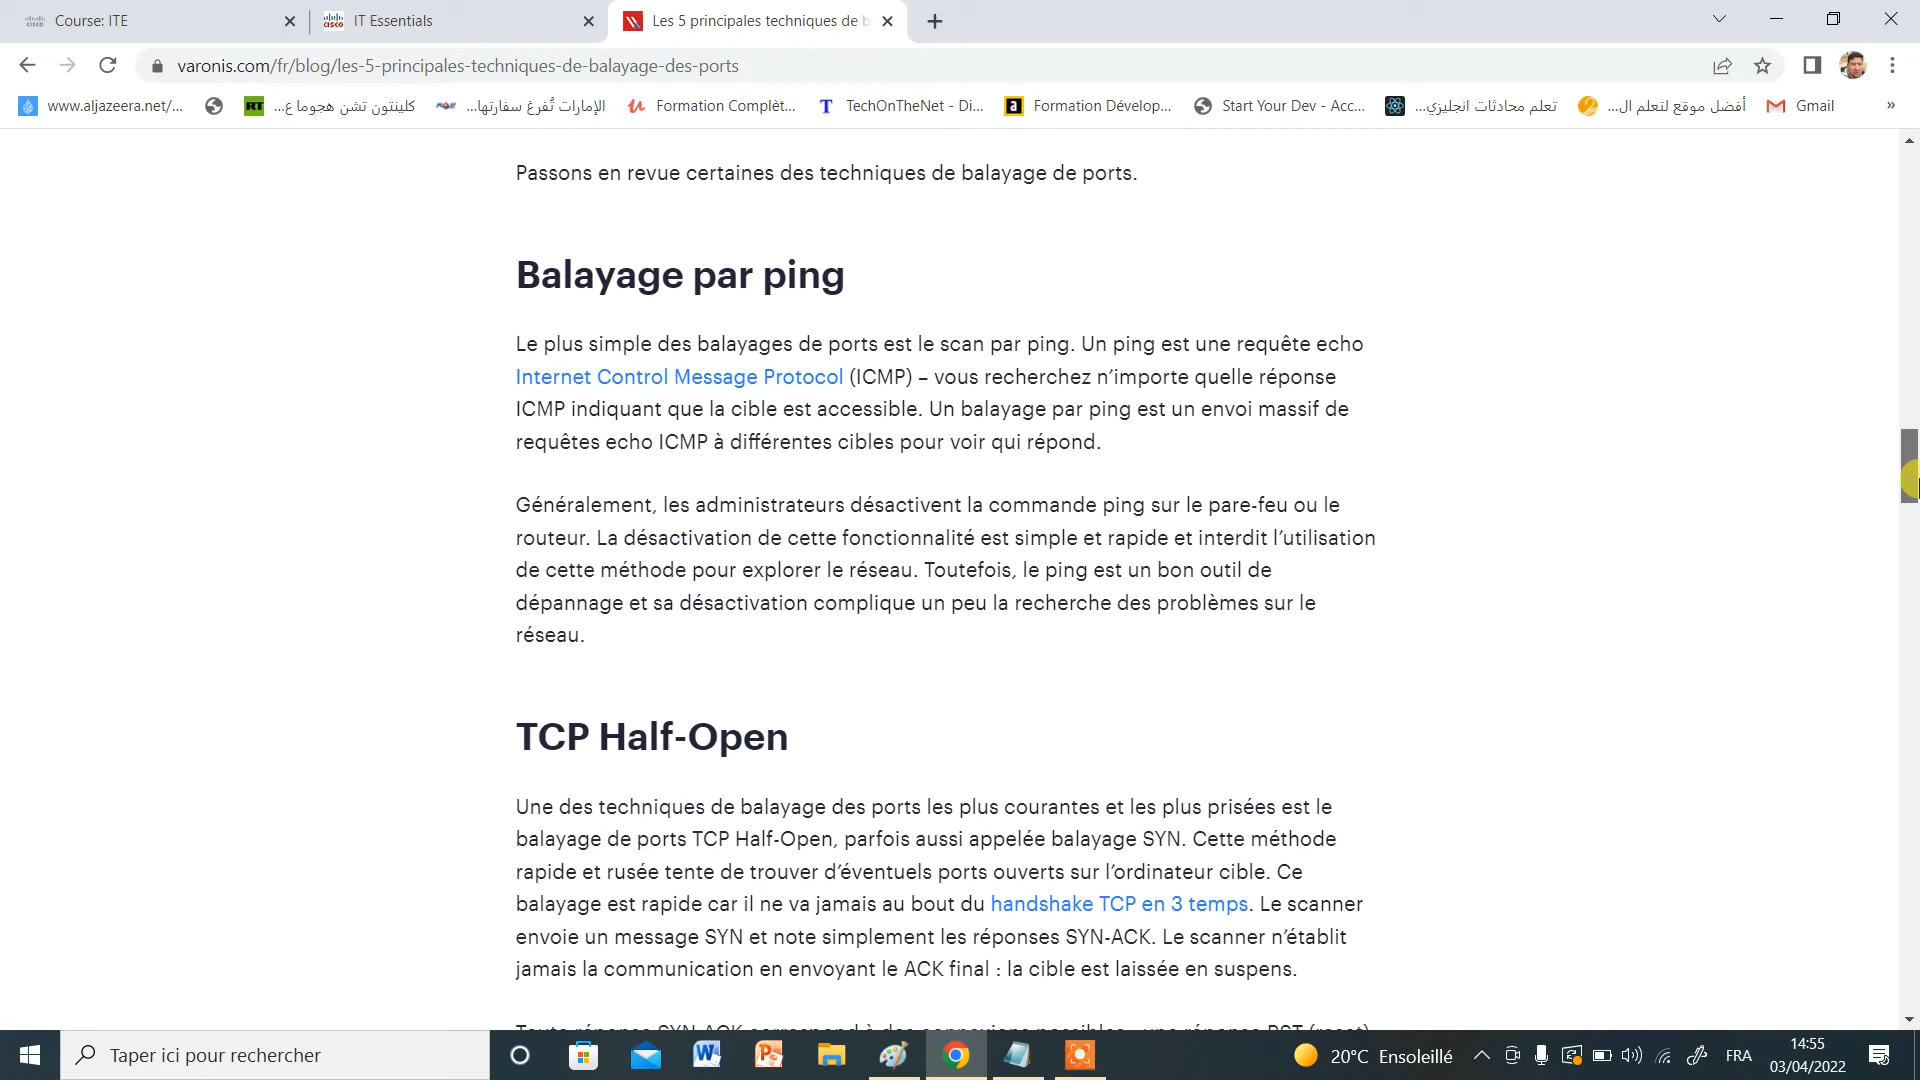 Course: ITE
IT Essentials
Les 5 principales techniques de b
varonis.com/fr/blog/les-5-principales-techniques-de-balayage-des-ports
www.aljazeera.net/...
كلينتون تشن هجوما ع...
الإمارات تُفرغ سفارتها...
Formation Complèt...
TechOnTheNet - Di...
Formation Dévelop...
Start Your Dev - Acc...
تعلم محادثات انجليزي...
أفضل موقع لتعلم ال...
Gmail
»
Passons en revue certaines des techniques de balayage de ports.
Balayage par ping
Le plus simple des balayages de ports est le scan par ping. Un ping est une requête echo
Internet Control Message Protocol (ICMP) – vous recherchez n’importe quelle réponse
ICMP indiquant que la cible est accessible. Un balayage par ping est un envoi massif de
requêtes echo ICMP à différentes cibles pour voir qui répond.
Généralement, les administrateurs désactivent la commande ping sur le pare-feu ou le
routeur. La désactivation de cette fonctionnalité est simple et rapide et interdit l’utilisation
de cette méthode pour explorer le réseau. Toutefois, le ping est un bon outil de
dépannage et sa désactivation complique un peu la recherche des problèmes sur le
réseau.
TCP Half-Open
Une des techniques de balayage des ports les plus courantes et les plus prisées est le
balayage de ports TCP Half-Open, parfois aussi appelée balayage SYN. Cette méthode
rapide et rusée tente de trouver d’éventuels ports ouverts sur l’ordinateur cible. Ce
balayage est rapide car il ne va jamais au bout du handshake TCP en 3 temps. Le scanner
envoie un message SYN et note simplement les réponses SYN-ACK. Le scanner n’établit
jamais la communication en envoyant le ACK final : la cible est laissée en suspens.
Toute réponse SYN-ACK correspond à des connexions possibles : une réponse RST (reset)
Taper ici pour rechercher
20°C Ensoleillé
FRA
14:55
03/04/2022